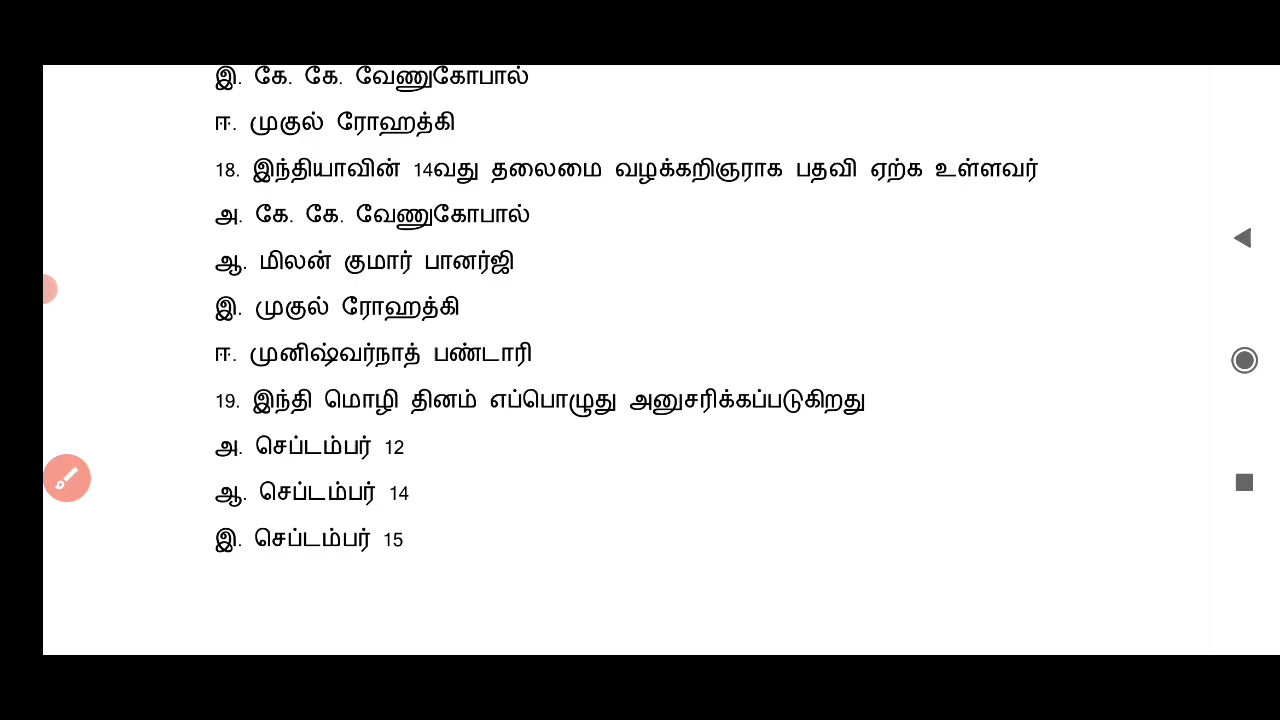 இ. கே. கே. வேணுகோபால்
ஈ. முகுல் ரோஹத்கி
18. இந்தியாவின் 14வது தலைமை வழக்கறிஞராக பதவி ஏற்க உள்ளவர்
அ. கே. கே. வேணுகோபால்
ஆ. மிலன் குமார் பானர்ஜி
இ. முகுல் ரோஹத்கி
ஈ. முனிஷ்வர்நாத் பண்டாரி
19. இந்தி மொழி தினம் எப்பொழுது அனுசரிக்கப்படுகிறது
அ. செப்டம்பர் 12
ஆ. செப்டம்பர் 14
இ. செப்டம்பர் 15